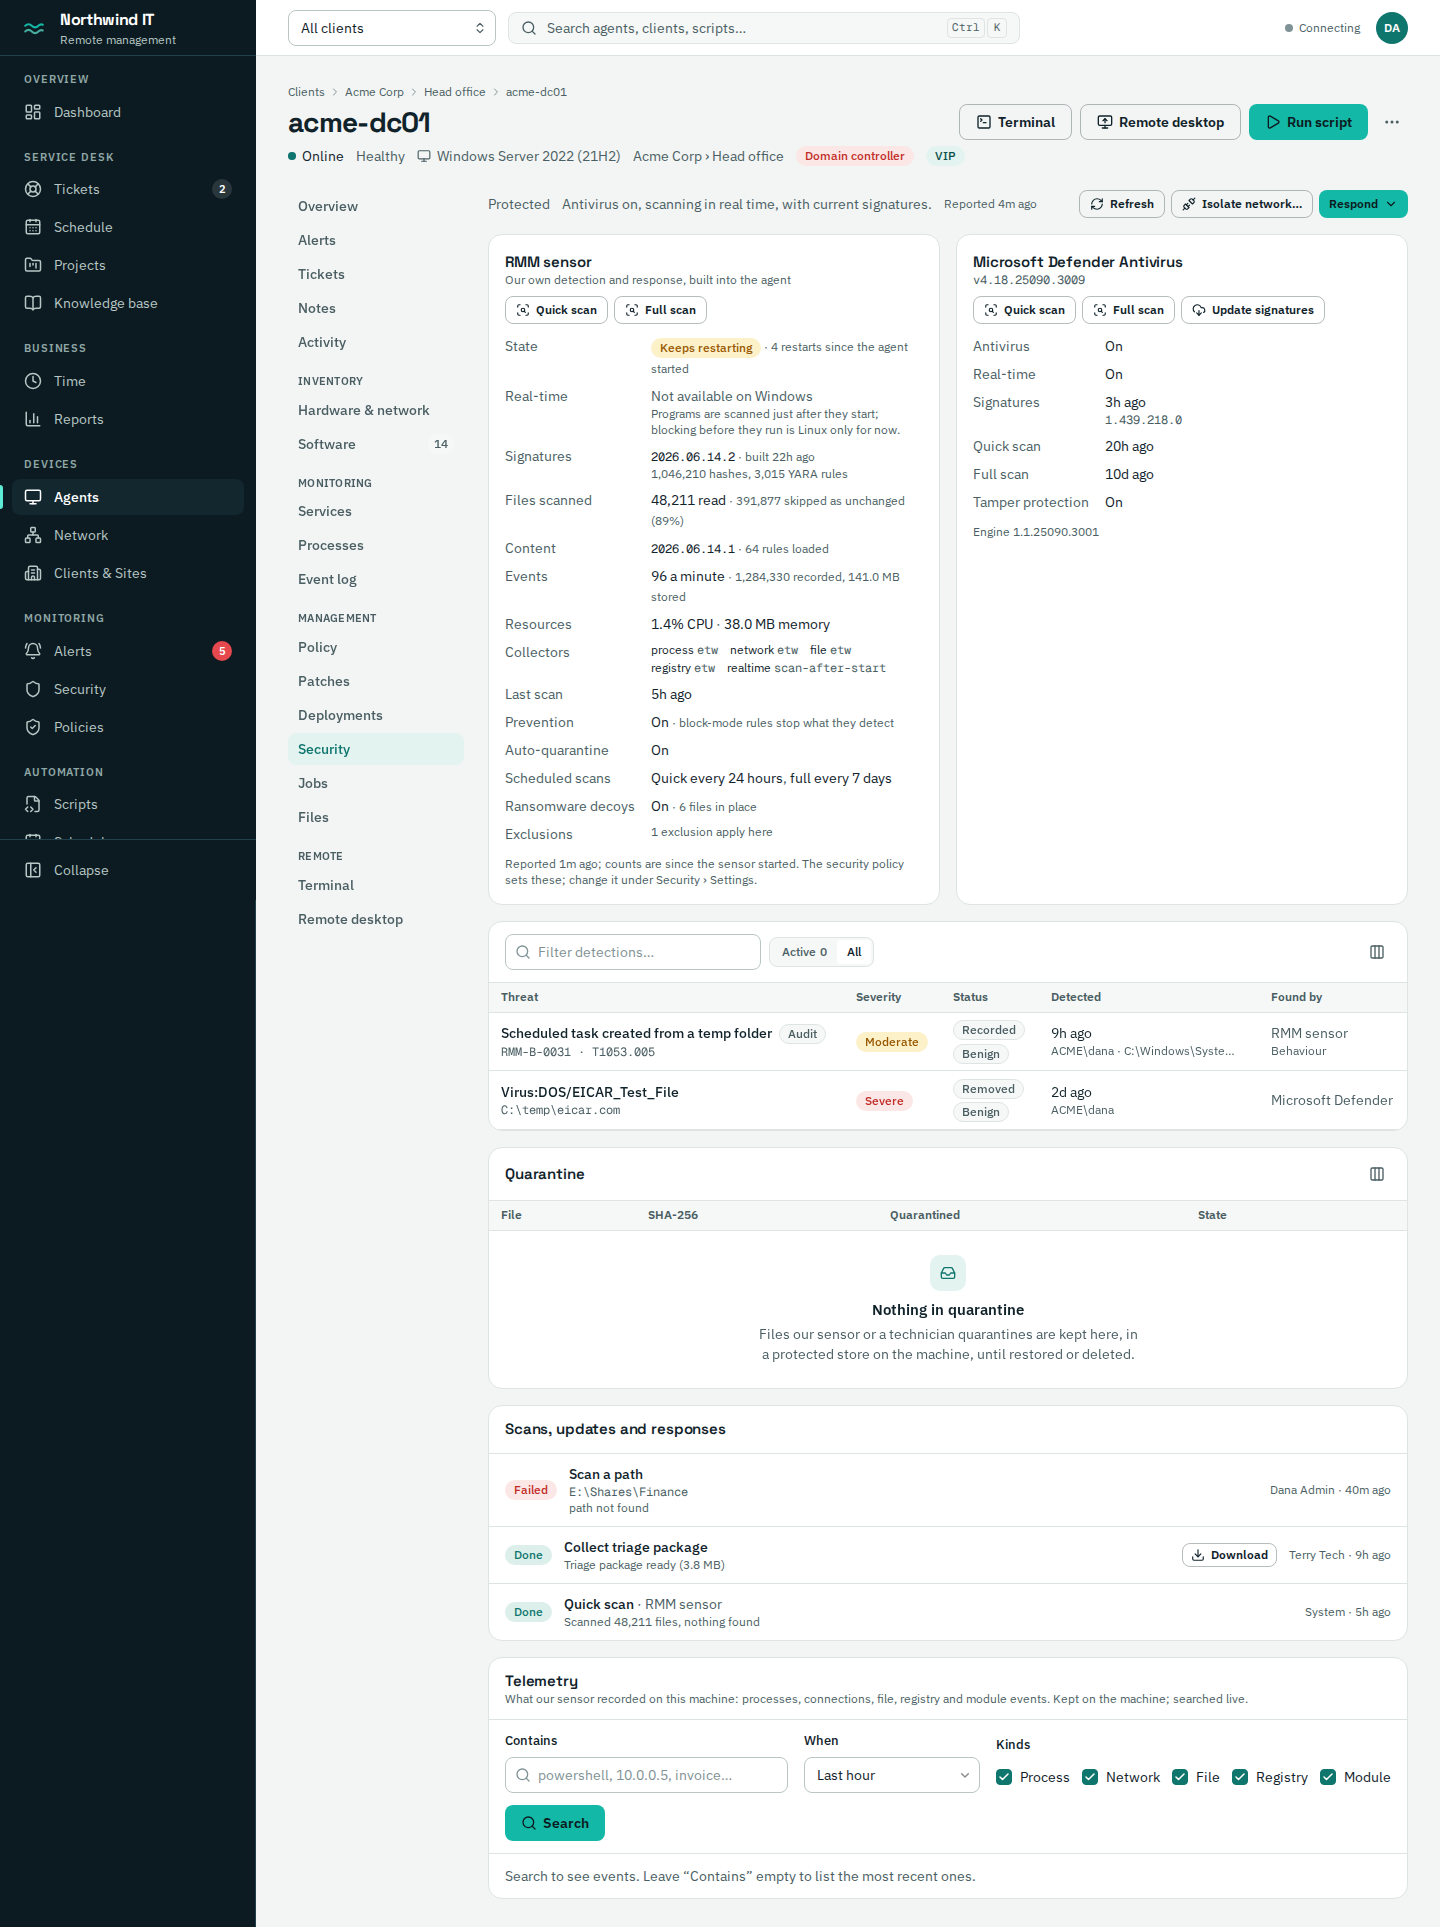 Northwind IT
Remote management
OVERVIEW
Dashboard
SERVICE DESK
Tickets 2
Schedule
Projects
Knowledge base
BUSINESS
Time
Reports
DEVICES
Agents
Network
Clients & Sites
MONITORING
Alerts 5
Security
Policies
AUTOMATION
Scripts
Collapse
All clients
Search agents, clients, scripts... Ctrl K
Connecting DA
Clients > Acme Corp > Head office > acme-dc01
acme-dc01
Terminal Remote desktop Run script
Online Healthy Windows Server 2022 (21H2) Acme Corp › Head office Domain controller VIP
Overview
Alerts
Tickets
Notes
Activity
INVENTORY
Hardware & network
Software 14
MONITORING
Services
Processes
Event log
MANAGEMENT
Policy
Patches
Deployments
Security
Jobs
Files
REMOTE
Terminal
Remote desktop
Protected Antivirus on, scanning in real time, with current signatures. Reported 4m ago
Refresh Isolate network... Respond
RMM sensor
Our own detection and response, built into the agent
Quick scan Full scan
State Keeps restarting · 4 restarts since the agent
started
Real-time Not available on Windows
Programs are scanned just after they start;
blocking before they run is Linux only for now.
Signatures 2026.06.14.2 · built 22h ago
1,046,210 hashes, 3,015 YARA rules
Files scanned 48,211 read · 391,877 skipped as unchanged
(89%)
Content 2026.06.14.1 · 64 rules loaded
Events 96 a minute · 1,284,330 recorded, 141.0 MB
stored
Resources 1.4% CPU · 38.0 MB memory
Collectors process etw network etw file etw
registry etw realtime scan-after-start
Last scan 5h ago
Prevention On · block-mode rules stop what they detect
Auto-quarantine On
Scheduled scans Quick every 24 hours, full every 7 days
Ransomware decoys On · 6 files in place
Exclusions 1 exclusion apply here
Reported 1m ago; counts are since the sensor started. The security policy
sets these; change it under Security › Settings.
Microsoft Defender Antivirus
v4.18.25090.3009
Quick scan Full scan Update signatures
Antivirus On
Real-time On
Signatures 3h ago
1.439.218.0
Quick scan 20h ago
Full scan 10d ago
Tamper protection On
Engine 1.1.25090.3001
Filter detections... Active 0 All
Threat Severity Status Detected Found by
Scheduled task created from a temp folder Audit
RMM-B-0031 · T1053.005
Moderate
Recorded
Benign
9h ago
ACME\dana · C:\Windows\Syste...
RMM sensor
Behaviour
Virus:DOS/EICAR_Test_File
C:\temp\eicar.com
Severe
Removed
Benign
2d ago
ACME\dana
Microsoft Defender
Quarantine
File SHA-256 Quarantined State
Nothing in quarantine
Files our sensor or a technician quarantines are kept here, in
a protected store on the machine, until restored or deleted.
Scans, updates and responses
Failed
Scan a path
E:\Shares\Finance
path not found
Dana Admin · 40m ago
Done
Collect triage package
Triage package ready (3.8 MB)
Download Terry Tech · 9h ago
Done
Quick scan · RMM sensor
Scanned 48,211 files, nothing found
System · 5h ago
Telemetry
What our sensor recorded on this machine: processes, connections, file, registry and module events. Kept on the machine; searched live.
Contains When Kinds
powershell, 10.0.0.5, invoice... Last hour Process Network File Registry Module
Search
Search to see events. Leave “Contains” empty to list the most recent ones.